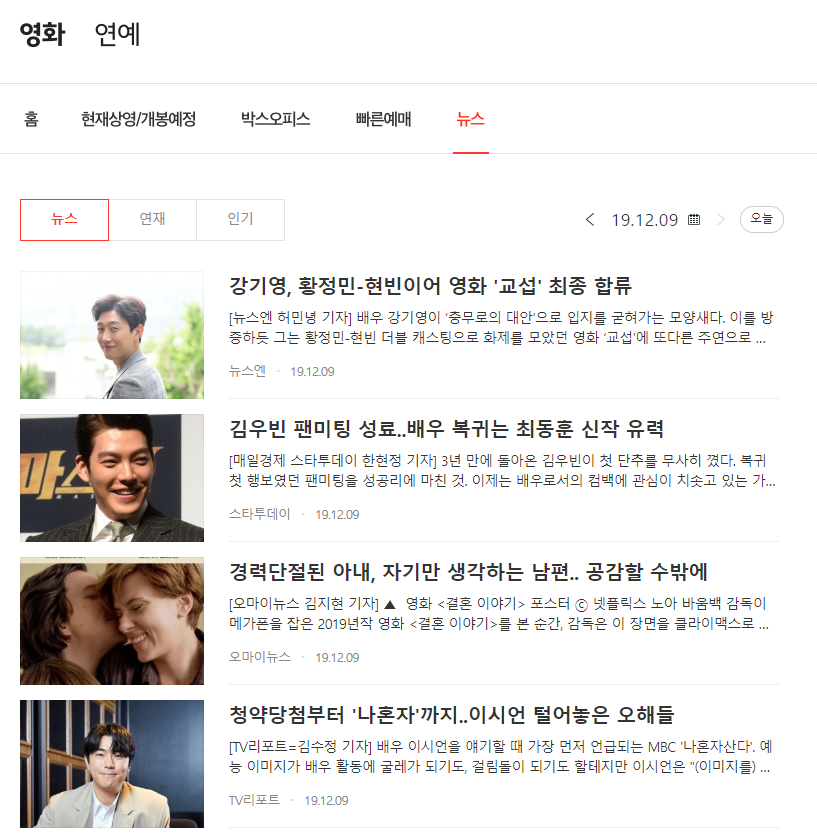 영화 연예
홈 현재상영/개봉예정 박스오피스 빠른예매 뉴스
뉴스 연재 인기
19.12.09 오늘
강기영, 황정민-현빈이어 영화 '교섭' 최종 합류
[뉴스엔 허민녕 기자] 배우 강기영이 ‘충무로의 대안’으로 입지를 굳혀가는 모양새다. 이를 방
증하듯 그는 황정민-현빈 더블 캐스팅으로 화제를 모았던 영화 ‘교섭’에 또다른 주연으로 ...
뉴스엔 · 19.12.09
마스
김우빈 팬미팅 성료..배우 복귀는 최동훈 신작 유력
[매일경제 스타투데이 한현정 기자] 3년 만에 돌아온 김우빈이 첫 단추를 무사히 꼈다. 복귀
첫 행보였던 팬미팅을 성공리에 마친 것. 이제는 배우로서의 컴백에 관심이 치솟고 있는 가...
스타투데이 · 19.12.09
경력단절된 아내, 자기만 생각하는 남편.. 공감할 수밖에
[오마이뉴스 김지현 기자] ▲ 영화 <결혼 이야기> 포스터 ⓒ 넷플릭스 노아 바움백 감독이
메가폰을 잡은 2019년작 영화 <결혼 이야기>를 본 순간, 감독은 이 장면을 클라이맥스로 ...
오마이뉴스 · 19.12.09
청약당첨부터 '나혼자'까지..이시언 털어놓은 오해들
[TV리포트=김수정 기자] 배우 이시언을 얘기할 때 가장 먼저 언급되는 MBC '나혼자산다'. 예
능 이미지가 배우 활동에 굴레가 되기도, 걸림돌이 되기도 할테지만 이시언은 "(이미지를) ...
TV리포트 · 19.12.09